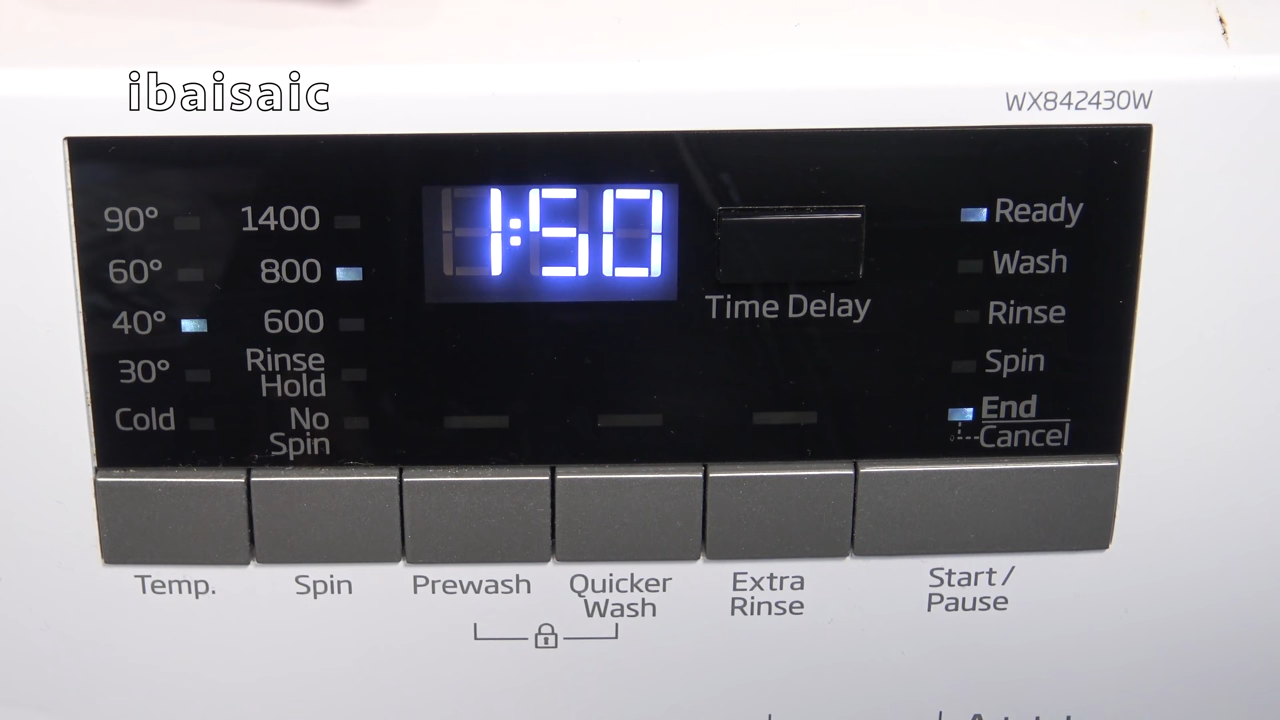 ibaisaic
WX842430W
90°
1400
1:50
Ready
60°
800
Wash
Time Delay
40°
600
Rinse
30°
Rinse
Hold
Spin
Cold
No
Spin
End
Cancel
Temp.
Spin
Prewash
Quicker
Wash
Extra
Rinse
Start/
Pause